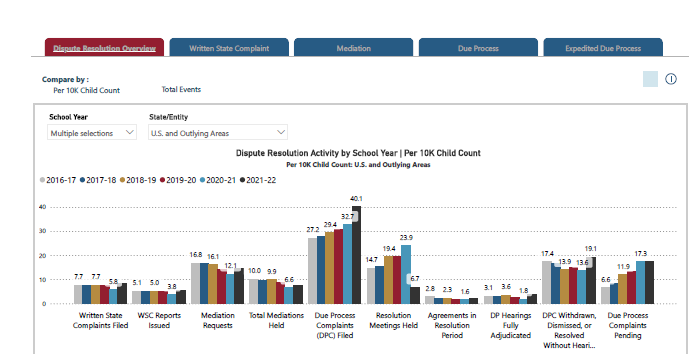 Dispute Resolution Overview
Written State Complaint
Mediation
Due Process
Expedited Due Process
Compare by :
Per 10K Child Count
Total Events
School Year
State/Entity
Multiple selections
U.S. and Outlying Areas
Dispute Resolution Activity by School Year | Per 10K Child Count
Per 10K Child Count: U.S. and Outlying Areas
2016-17 2017-18 2018-19 2019-20 2020-21 2021-22
40
30
20
10
0
7.7 7.7 5.8
5.1 5.0 3.8
16.8 16.1 12.1
10.0 9.9 6.6
27.2 29.4 32.7 40.1
14.7 19.4 23.9 6.7
2.8 2.3 1.6
3.1 3.6 1.8
17.4 13.9 13.6 19.1
6.6 11.9 17.3
Written State
Complaints Filed
WSC Reports
Issued
Mediation
Requests
Total Mediations
Held
Due Process
Complaints
(DPC) Filed
Resolution
Meetings Held
Agreements in
Resolution
Period
DP Hearings
Fully
Adjudicated
DPC Withdrawn,
Dismissed, or
Resolved
Without Heari...
Due Process
Complaints
Pending